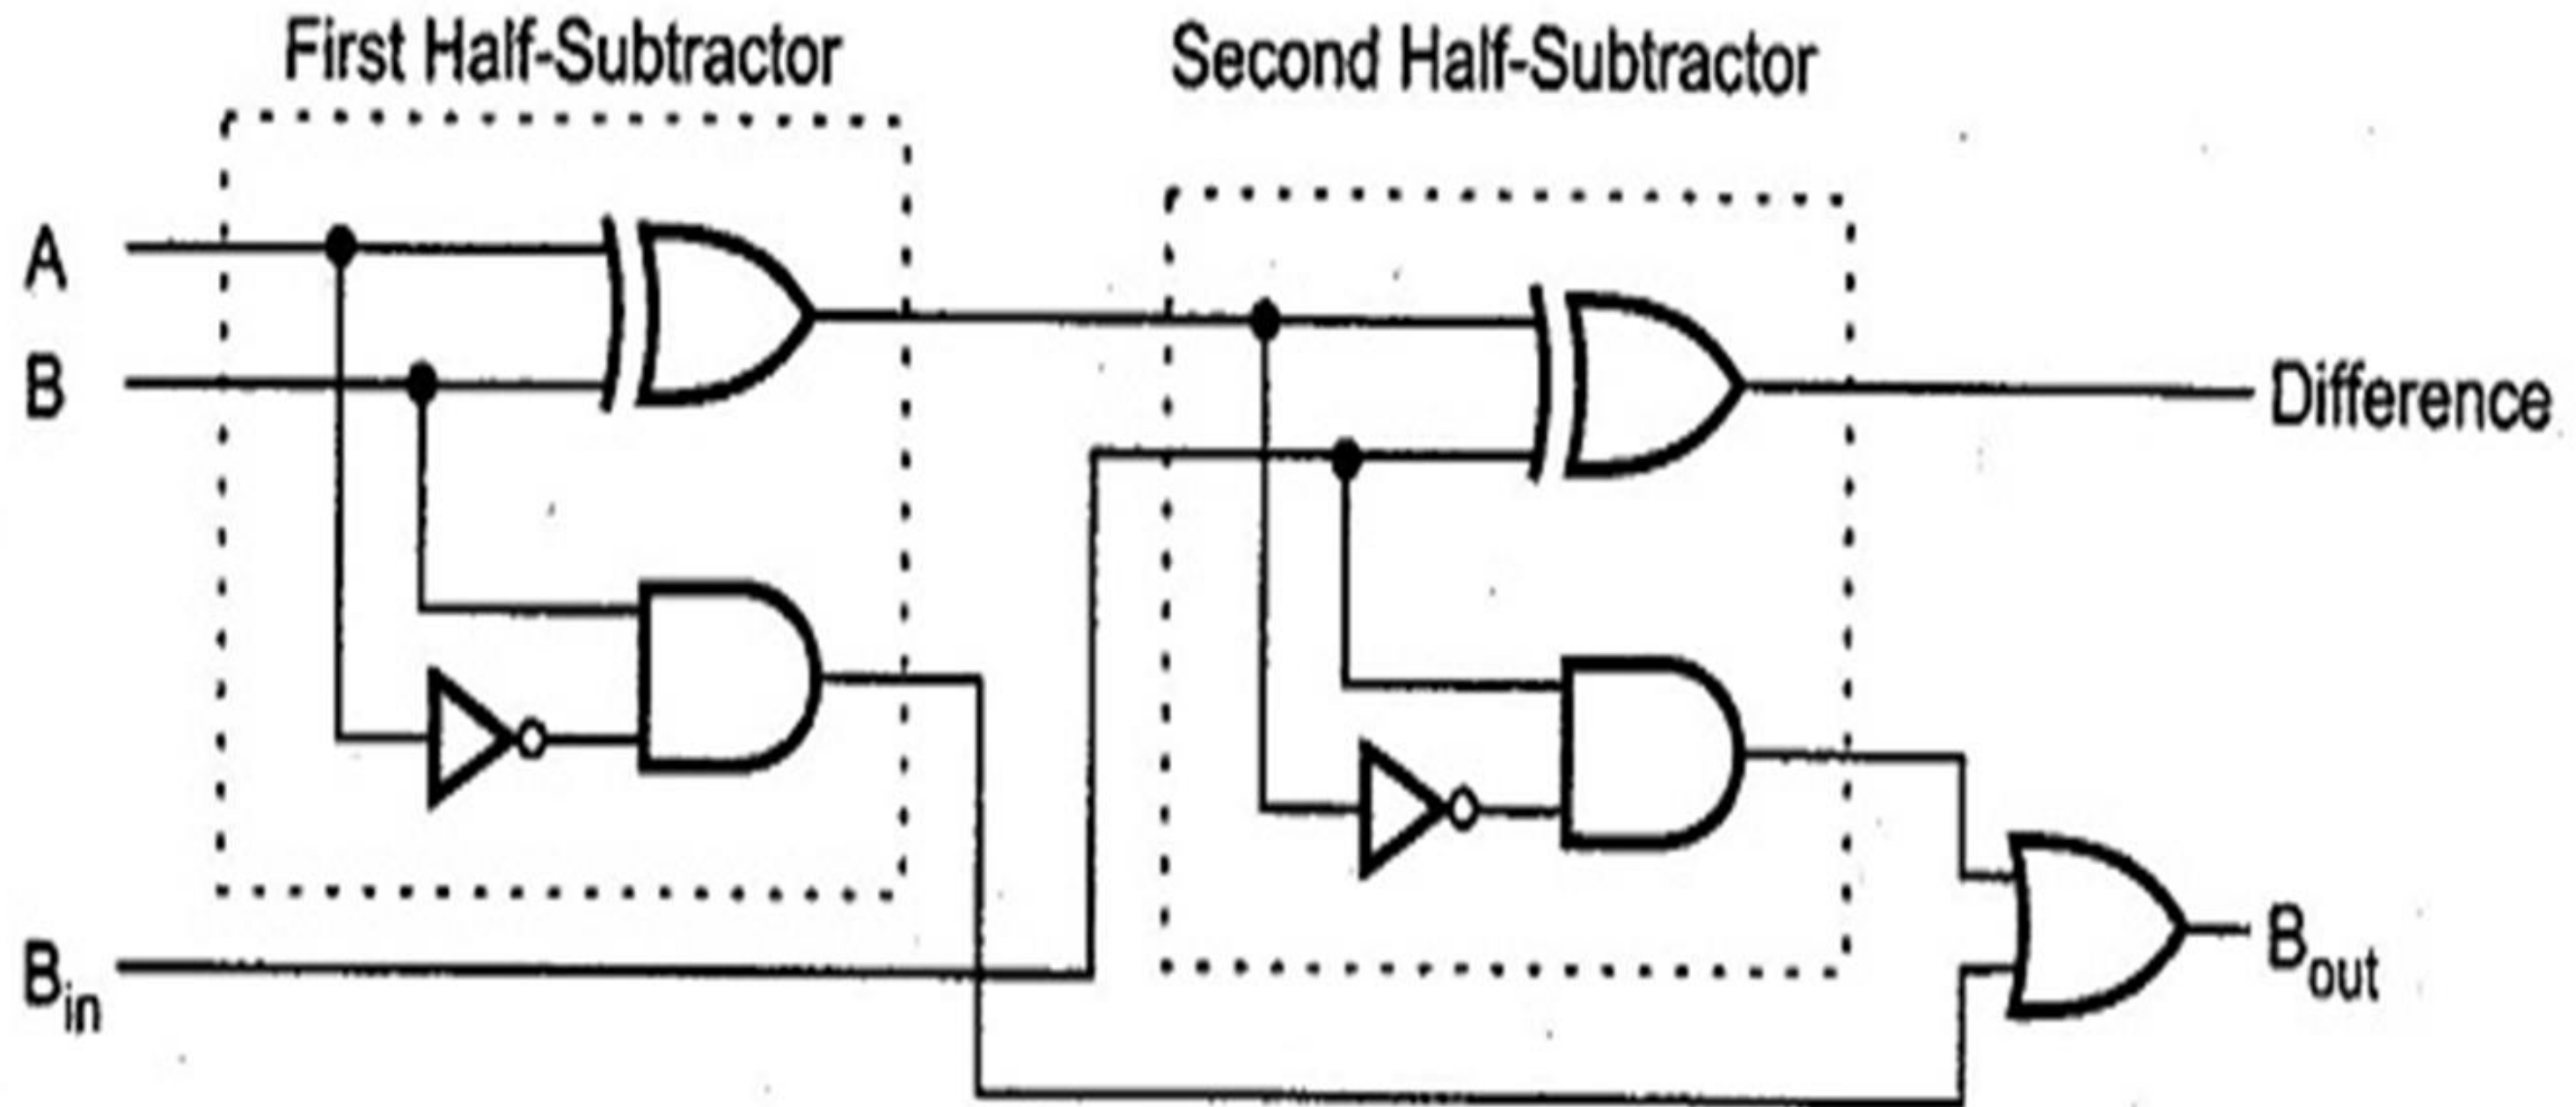 First Half-Subtractor
Second Half-Subtractor
A
B
Difference
B_in
B_out